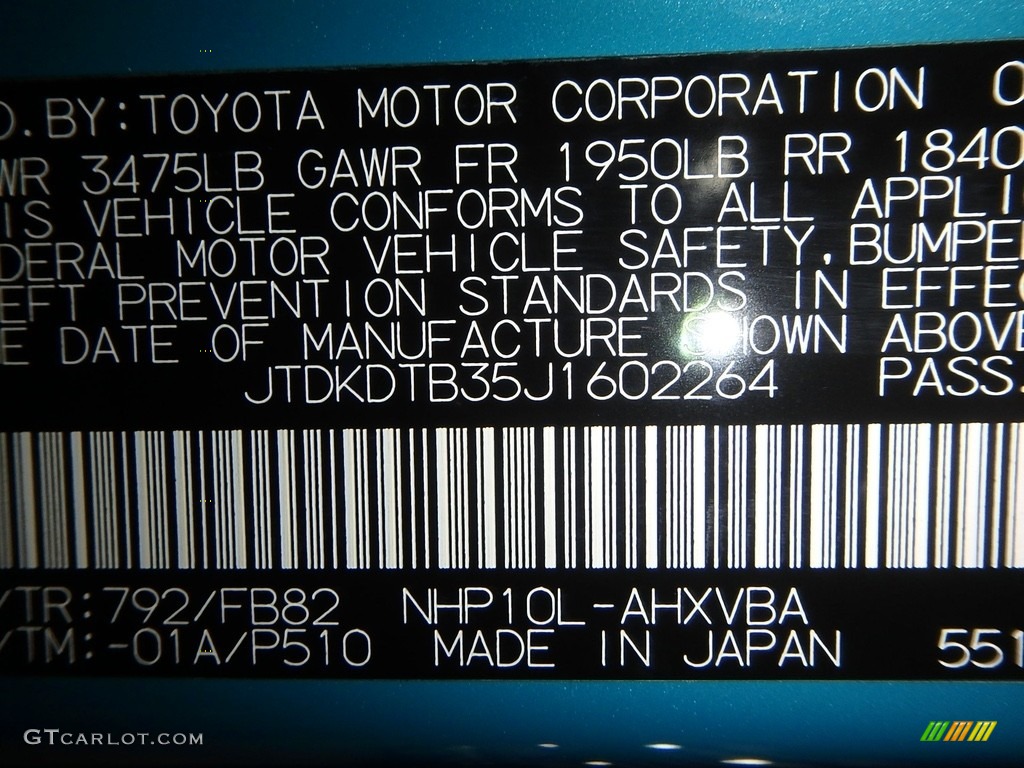 D. BY: TOYOTA MOTOR CORPORATION 0
WR 3475LB GAWR FR 1950LB RR 1840
IS VEHICLE CONFORMS TO ALL APPLI
DERAL MOTOR VEHICLE SAFETY, BUMPE
EFT PREVENTION STANDARDS IN EFFEC
E DATE OF MANUFACTURE SHOWN ABOVE
JTDKDTB35J1602264 PASS.
/TR: 792/FB82 NHP10L-AHXVBA
/TM: -01A/P510 MADE IN JAPAN 551
GTCARLOT.COM